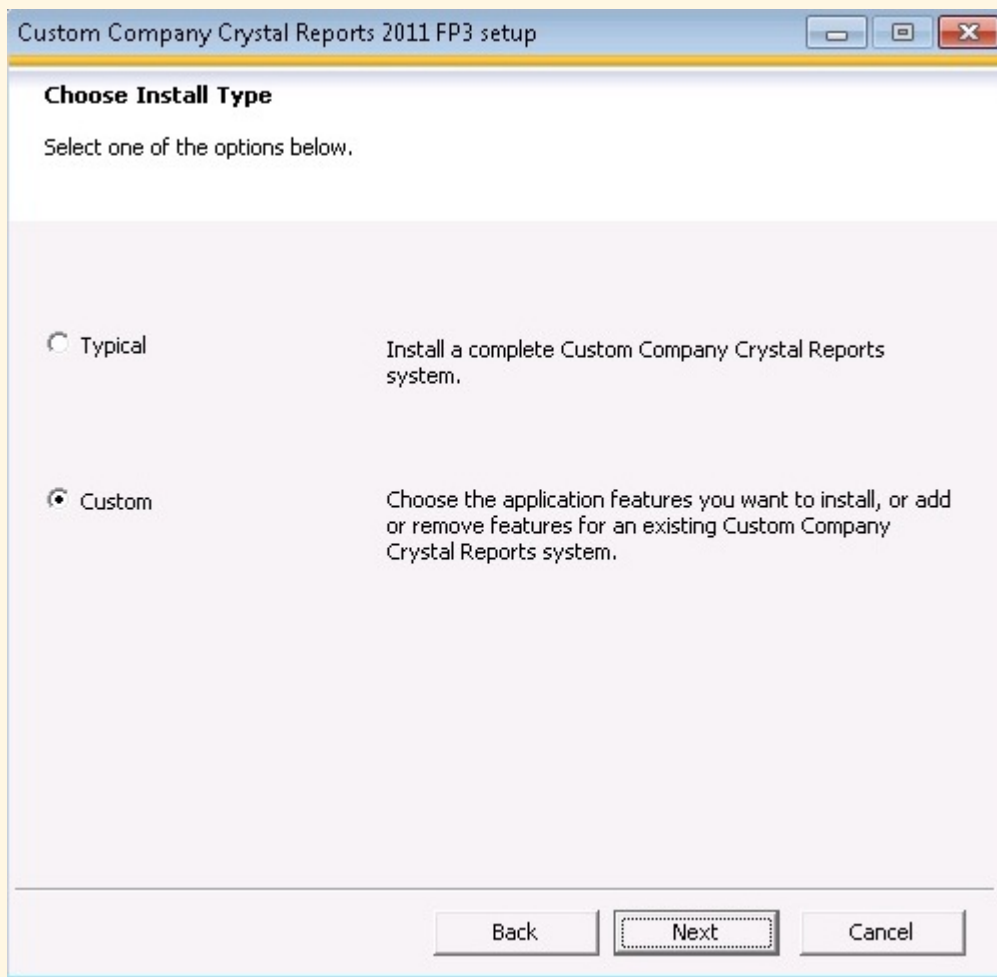 Custom Company Crystal Reports 2011 FP3 setup
Choose Install Type
Select one of the options below.
Typical
Install a complete Custom Company Crystal Reports
system.
Custom
Choose the application features you want to install, or add
or remove features for an existing Custom Company
Crystal Reports system.
Back
Next
Cancel